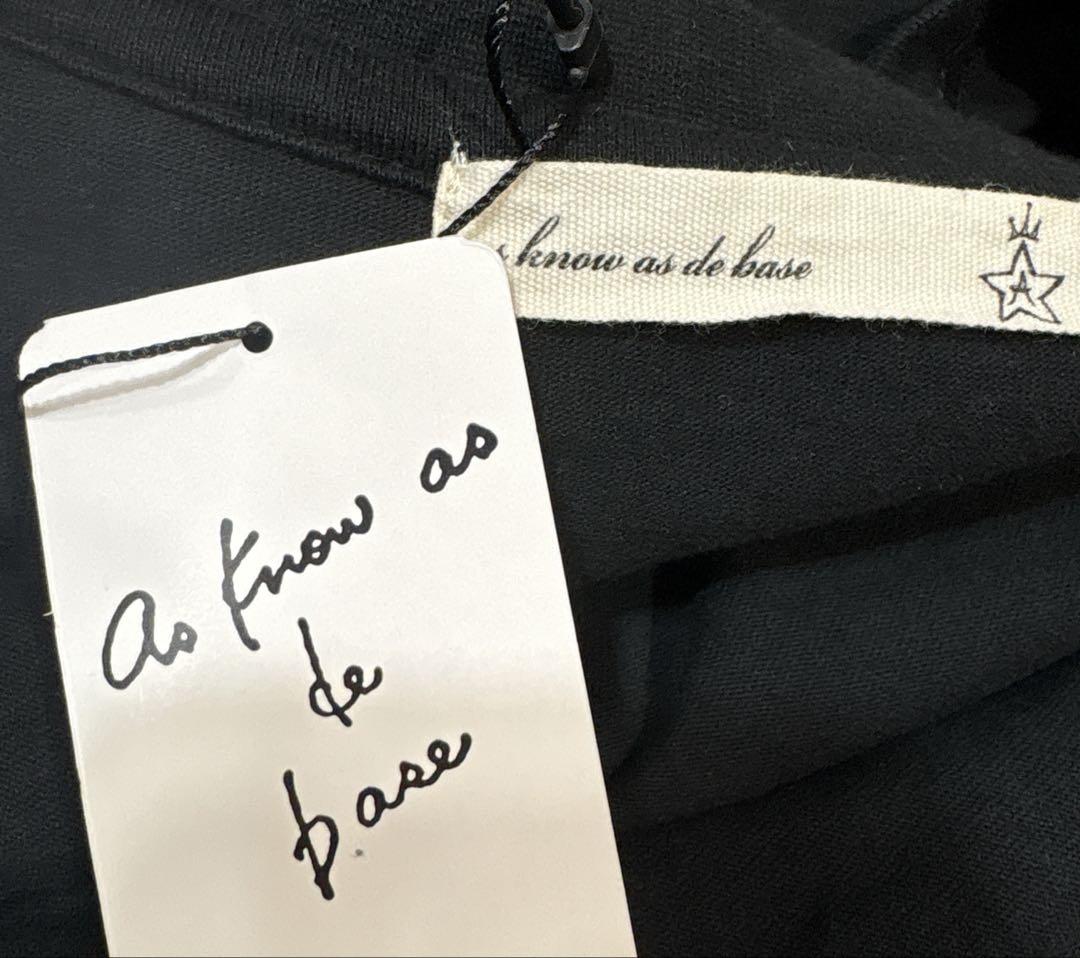 s know as de base
A
As know as
de
base